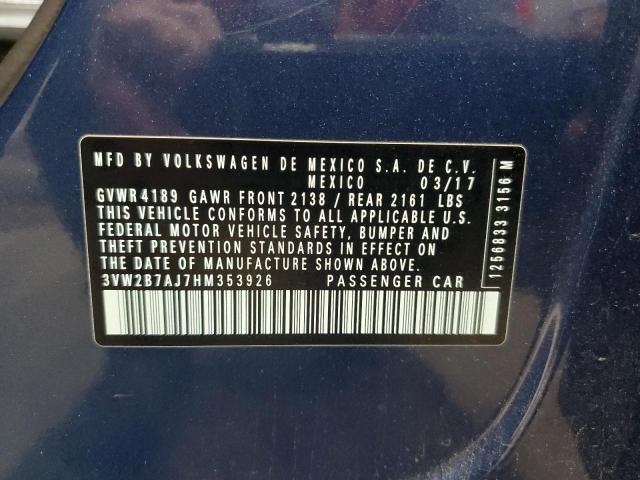 MFD BY VOLKSWAGEN DE MEXICO S.A. DE C.V.
MEXICO 03/17
GVWR 4189 GAWR FRONT 2138 / REAR 2161 LBS
THIS VEHICLE CONFORMS TO ALL APPLICABLE U.S.
FEDERAL MOTOR VEHICLE SAFETY, BUMPER AND
THEFT PREVENTION STANDARDS IN EFFECT ON
THE DATE OF MANUFACTURE SHOWN ABOVE.
3VW2B7AJ7HM353926 PASSENGER CAR
1256833 3156 M